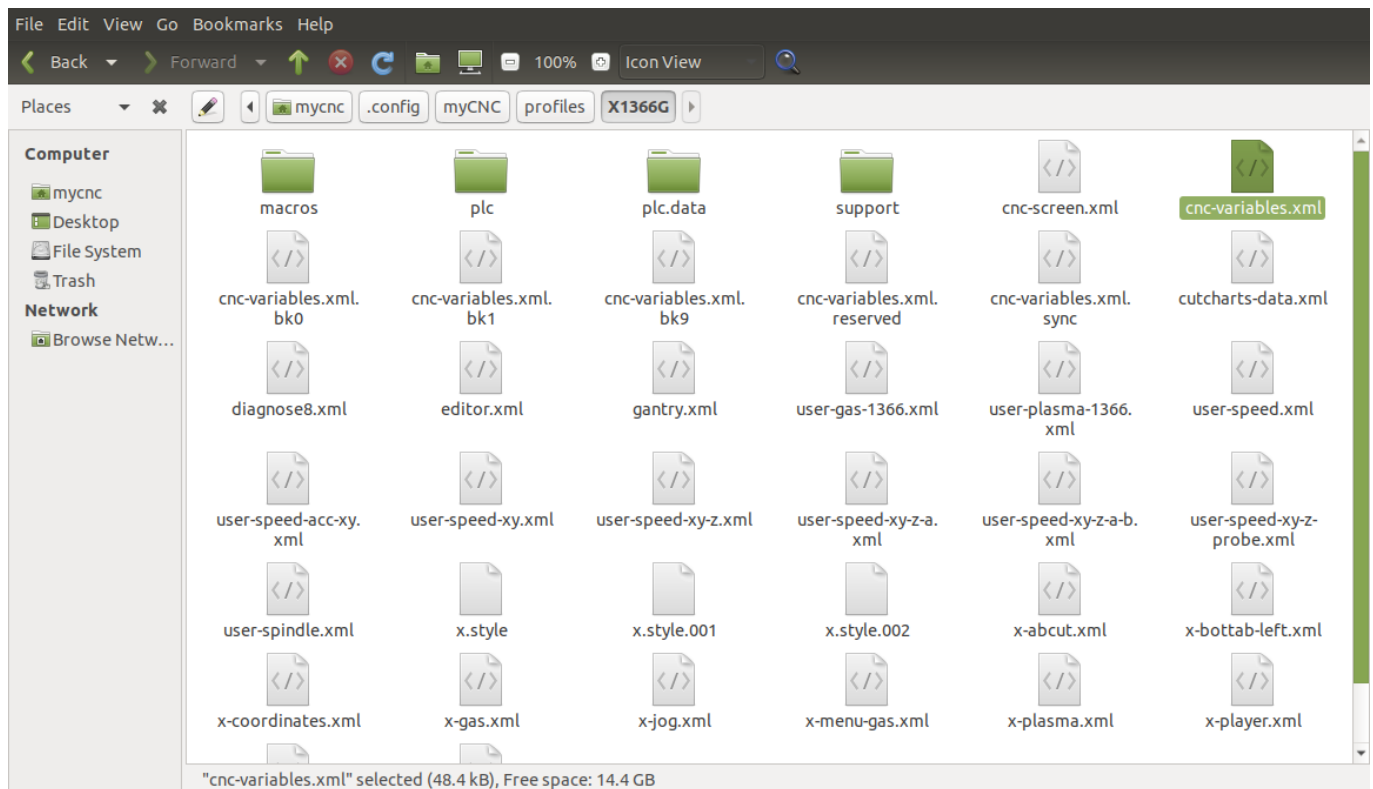 File Edit View Go Bookmarks Help
Back Forward 100% Icon View
Places mycnc .config myCNC profiles X1366G
Computer
mycnc
Desktop
File System
Trash
Network
Browse Netw...
macros plc plc.data support cnc-screen.xml cnc-variables.xml
cnc-variables.xml. cnc-variables.xml. cnc-variables.xml. cnc-variables.xml. cnc-variables.xml. cutcharts-data.xml
bk0 bk1 bk9 reserved sync
diagnose8.xml editor.xml gantry.xml user-gas-1366.xml user-plasma-1366. user-speed.xml
xml
user-speed-acc-xy. user-speed-xy.xml user-speed-xy-z.xml user-speed-xy-z-a. user-speed-xy-z-a-b. user-speed-xy-z-
xml xml xml probe.xml
user-spindle.xml x.style x.style.001 x.style.002 x-abcut.xml x-bottab-left.xml
x-coordinates.xml x-gas.xml x-jog.xml x-menu-gas.xml x-plasma.xml x-player.xml
"cnc-variables.xml" selected (48.4 kB), Free space: 14.4 GB